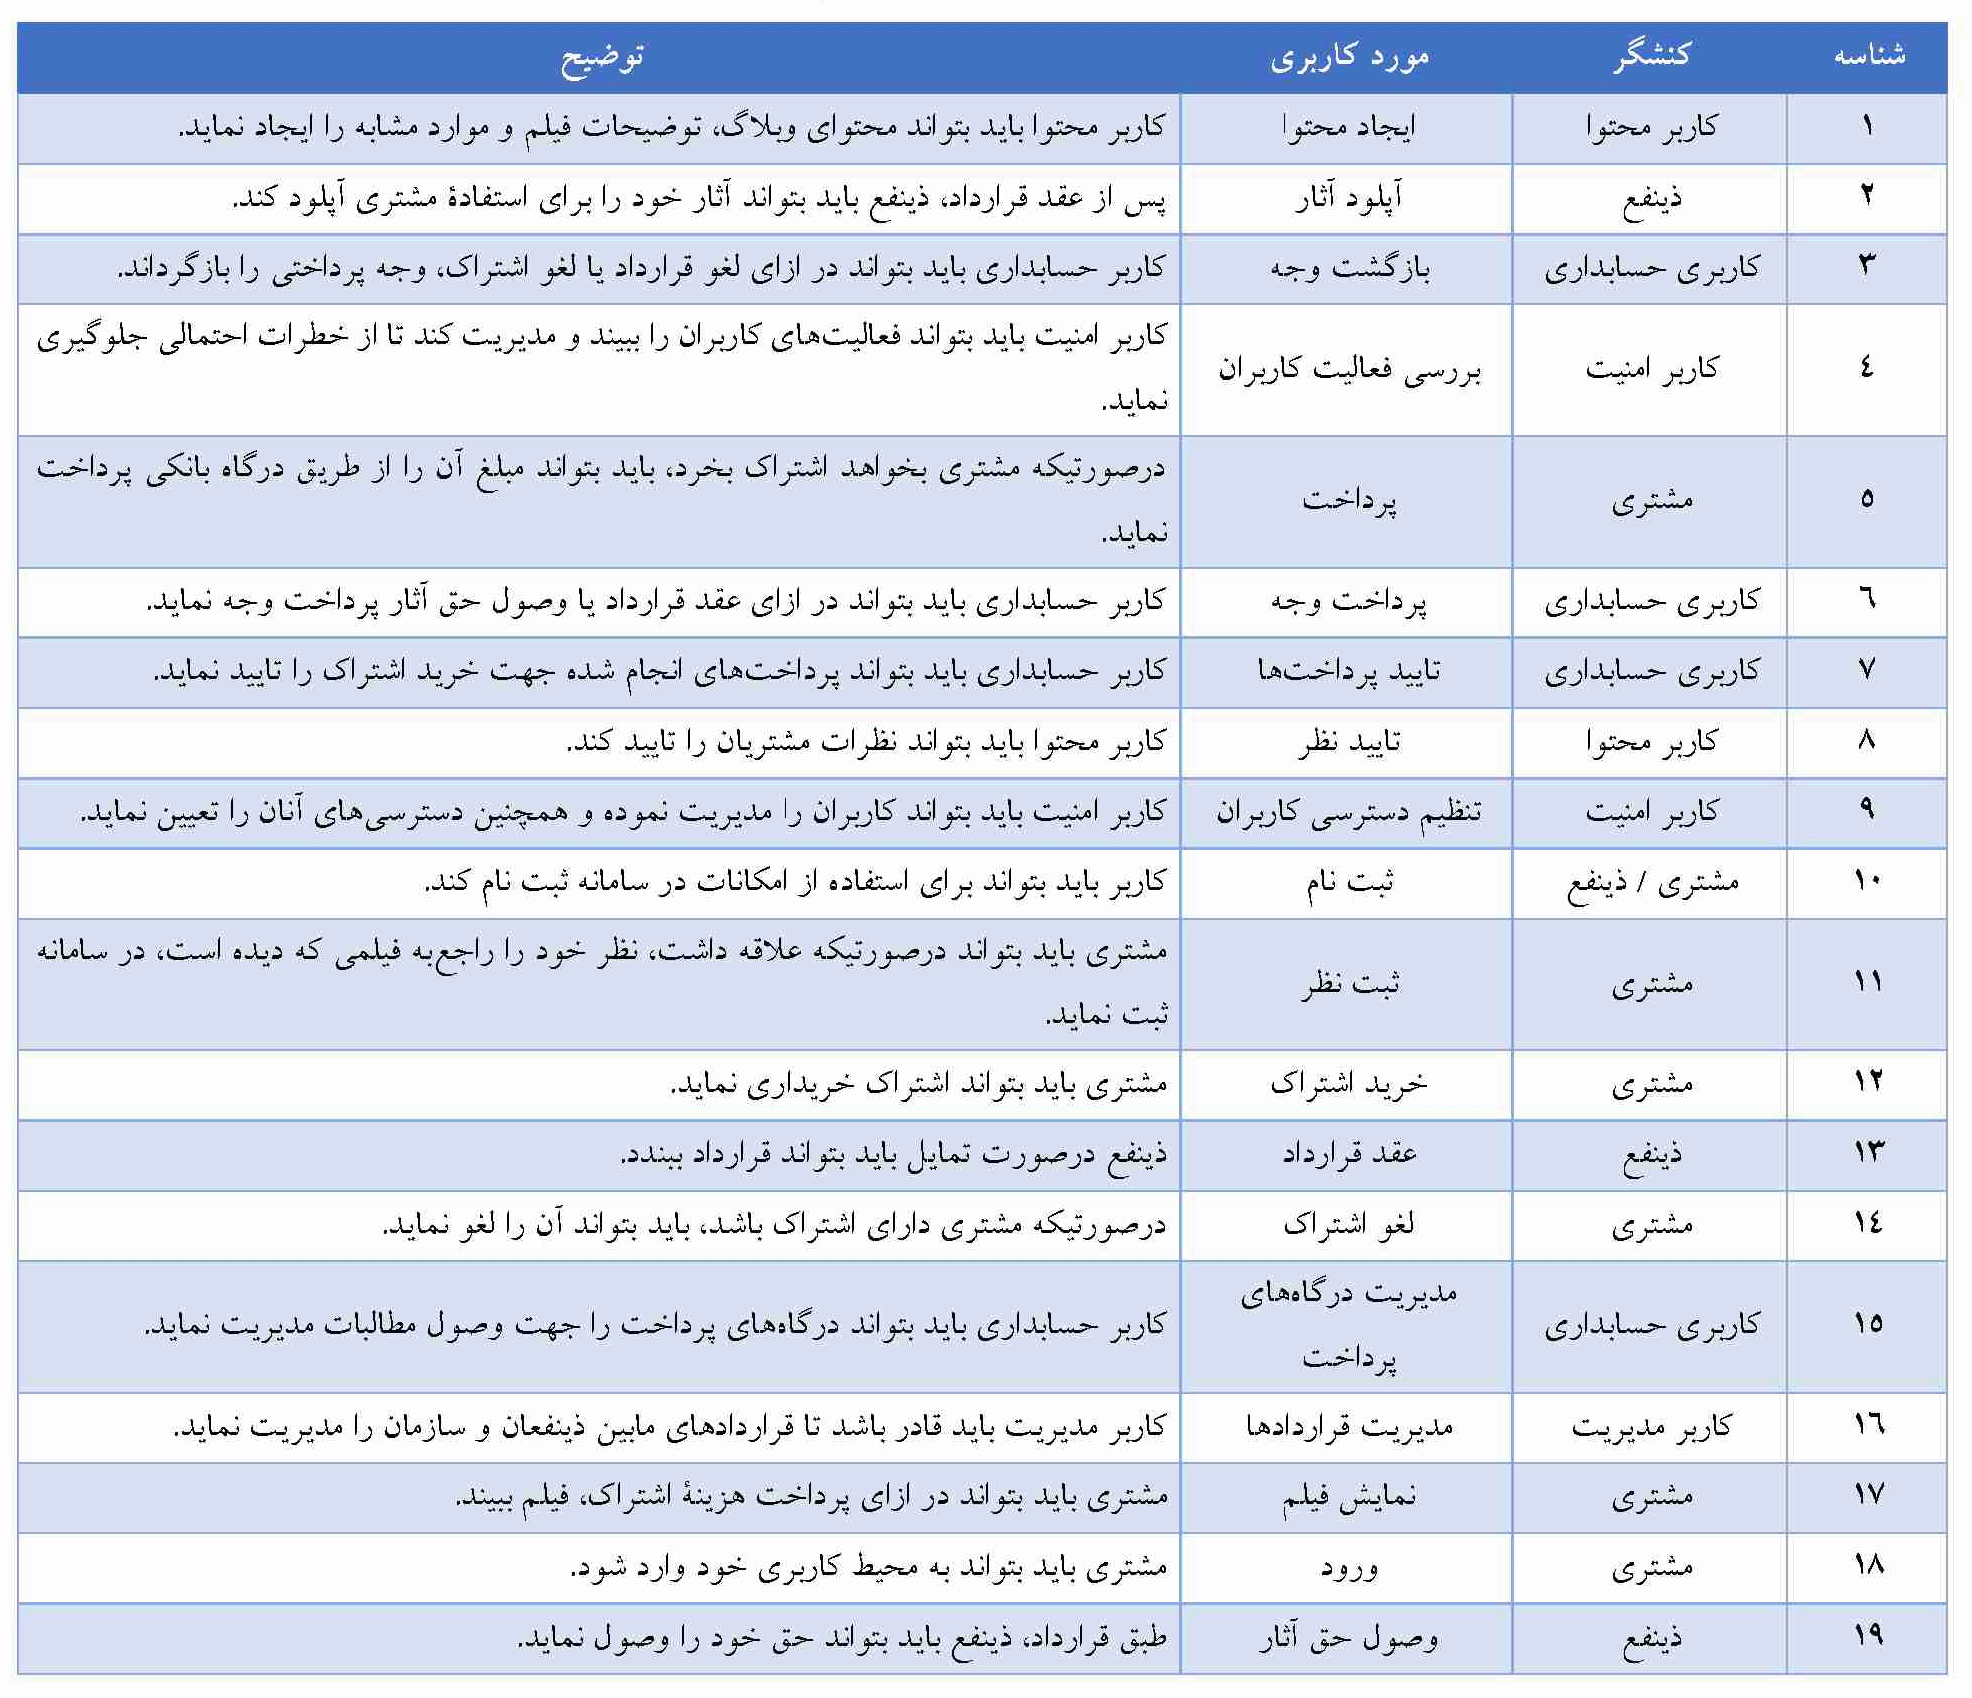 شناسه کنشگر مورد کاربری توضیح
۱ کاربر محتوا ایجاد محتوا کاربر محتوا باید بتواند محتوای وبلاگ، توضیحات فیلم و موارد مشابه را ایجاد نماید.
۲ ذینفع آپلود آثار پس از عقد قرارداد، ذینفع باید بتواند آثار خود را برای استفادۀ مشتری آپلود کند.
۳ کاربری حسابداری بازگشت وجه کاربر حسابداری باید بتواند در ازای لغو قرارداد یا لغو اشتراک، وجه پرداختی را بازگرداند.
۴ کاربر امنیت بررسی فعالیت کاربران کاربر امنیت باید بتواند فعالیت‌های کاربران را ببیند و مدیریت کند تا از خطرات احتمالی جلوگیری
نماید.
۵ مشتری پرداخت درصورتیکه مشتری بخواهد اشتراک بخرد، باید بتواند مبلغ آن را از طریق درگاه بانکی پرداخت
نماید.
۶ کاربری حسابداری پرداخت وجه کاربر حسابداری باید بتواند در ازای عقد قرارداد یا وصول حق آثار پرداخت وجه نماید.
۷ کاربری حسابداری تایید پرداخت‌ها کاربر حسابداری باید بتواند پرداخت‌های انجام شده جهت خرید اشتراک را تایید نماید.
۸ کاربر محتوا تایید نظر کاربر محتوا باید بتواند نظرات مشتریان را تایید کند.
۹ کاربر امنیت تنظیم دسترسی کاربران کاربر امنیت باید بتواند کاربران را مدیریت نموده و همچنین دسترسی‌های آنان را تعیین نماید.
۱۰ مشتری / ذینفع ثبت نام کاربر باید بتواند برای استفاده از امکانات در سامانه ثبت نام کند.
۱۱ مشتری ثبت نظر مشتری باید بتواند درصورتیکه علاقه داشت، نظر خود را راجع‌به فیلمی که دیده است، در سامانه
ثبت نماید.
۱۲ مشتری خرید اشتراک مشتری باید بتواند اشتراک خریداری نماید.
۱۳ ذینفع عقد قرارداد ذینفع درصورت تمایل باید بتواند قرارداد ببندد.
۱۴ مشتری لغو اشتراک درصورتیکه مشتری دارای اشتراک باشد، باید بتواند آن را لغو نماید.
۱۵ کاربری حسابداری مدیریت درگاه‌های
پرداخت کاربر حسابداری باید بتواند درگاه‌های پرداخت را جهت وصول مطالبات مدیریت نماید.
۱۶ کاربر مدیریت مدیریت قراردادها کاربر مدیریت باید قادر باشد تا قراردادهای مابین ذینفعان و سازمان را مدیریت نماید.
۱۷ مشتری نمایش فیلم مشتری باید بتواند در ازای پرداخت هزینۀ اشتراک، فیلم ببیند.
۱۸ مشتری ورود مشتری باید بتواند به محیط کاربری خود وارد شود.
۱۹ ذینفع وصول حق آثار طبق قرارداد، ذینفع باید بتواند حق خود را وصول نماید.